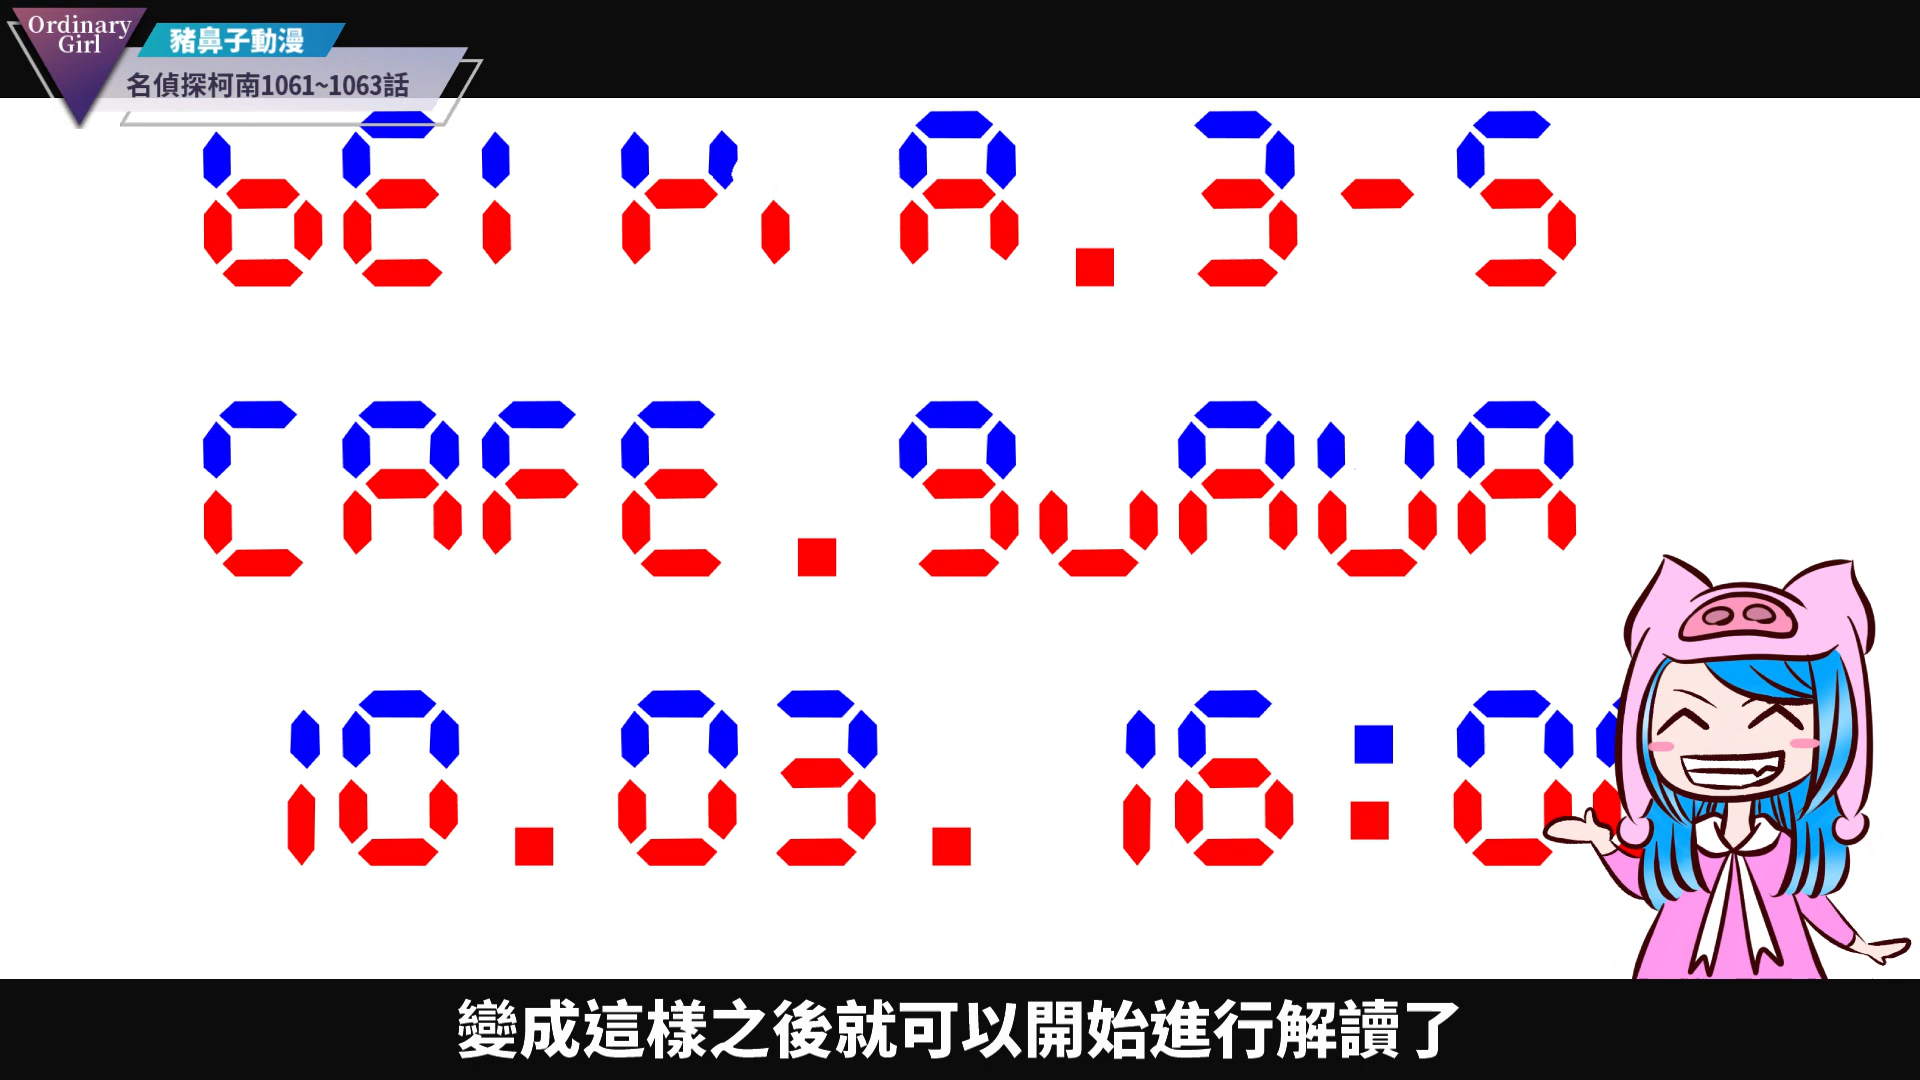 Ordinary
Girl
豬鼻子動漫
名偵探柯南1061~1063話
bEIKiA.3-5
CAFE.9uAUA
10.03. 16:0
變成這樣之後就可以開始進行解讀了